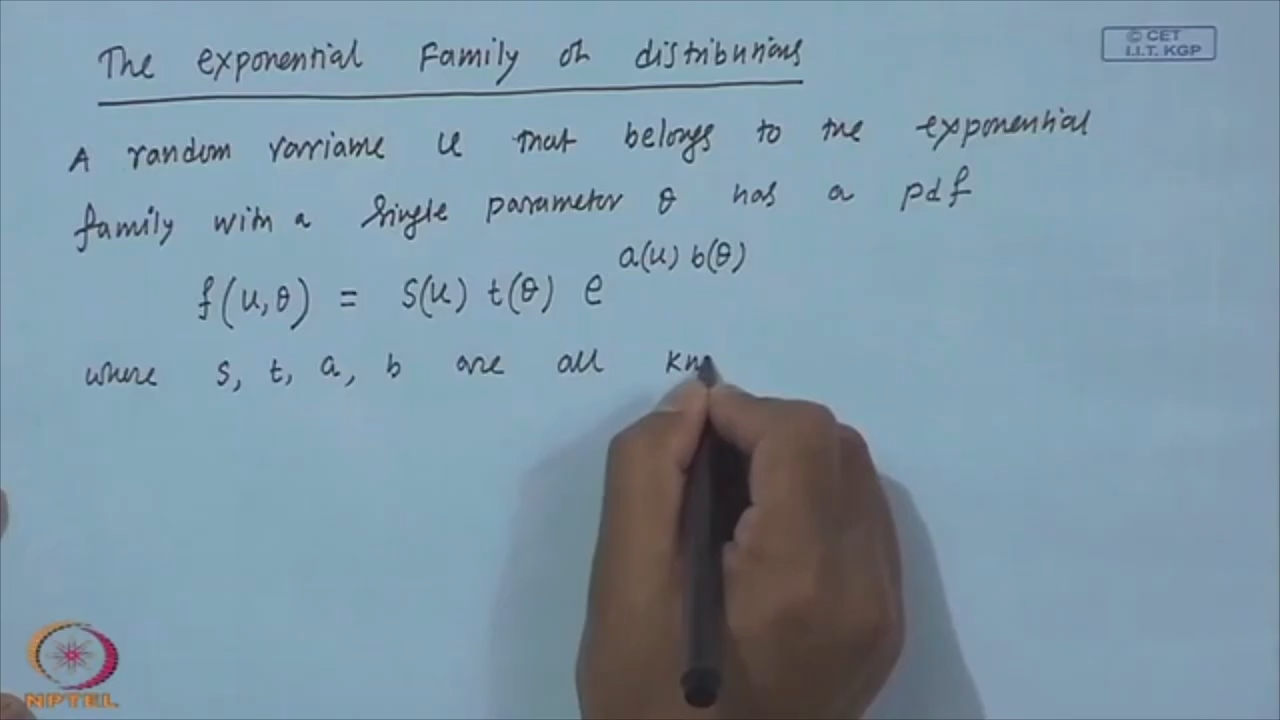 The exponential Family of distributions
© CET
I.I.T. KGP
A random variable u that belongs to the exponential
family with a single parameter θ has a pdf
f(u,θ) = s(u) t(θ) e^{a(u) b(θ)}
where s, t, a, b are all kn
NPTEL